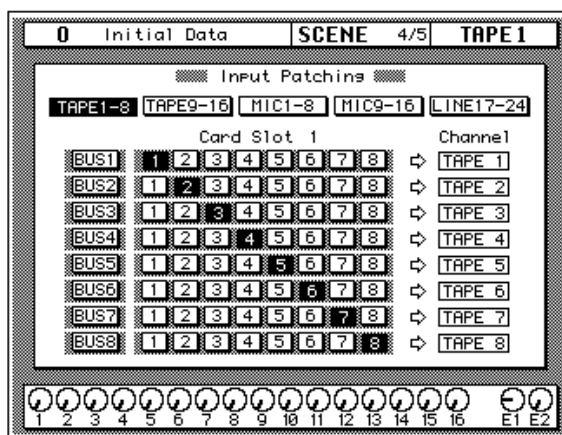 0 Initial Data SCENE 4/5 TAPE1
Input Patching
TAPE1-8 TAPE9-16 MIC1-8 MIC9-16 LINE17-24
Card Slot 1 Channel
BUS1 1 2 3 4 5 6 7 8 ⇨ TAPE 1
BUS2 1 2 3 4 5 6 7 8 ⇨ TAPE 2
BUS3 1 2 3 4 5 6 7 8 ⇨ TAPE 3
BUS4 1 2 3 4 5 6 7 8 ⇨ TAPE 4
BUS5 1 2 3 4 5 6 7 8 ⇨ TAPE 5
BUS6 1 2 3 4 5 6 7 8 ⇨ TAPE 6
BUS7 1 2 3 4 5 6 7 8 ⇨ TAPE 7
BUS8 1 2 3 4 5 6 7 8 ⇨ TAPE 8
1 2 3 4 5 6 7 8 9 10 11 12 13 14 15 16 E1 E2